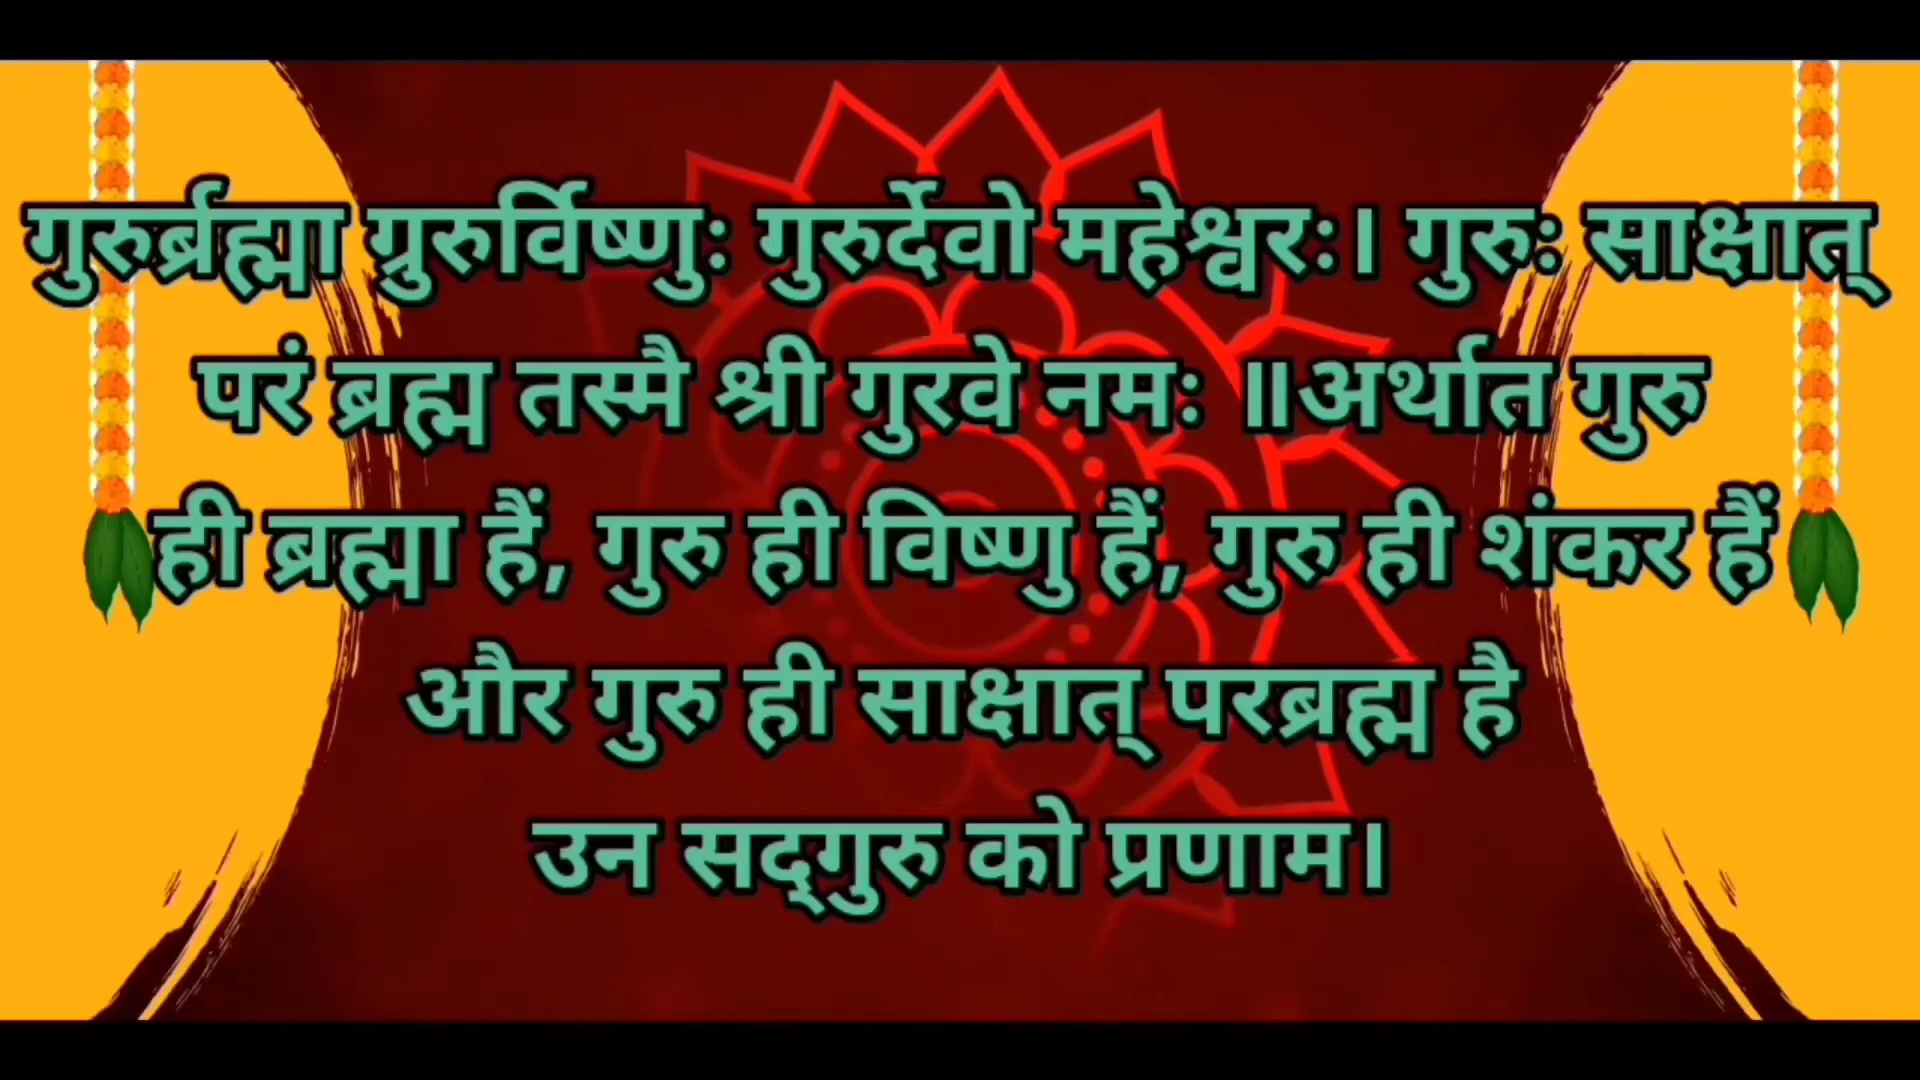 गुरुर्ब्रह्मा ग्रुरुर्विष्णुः गुरुर्देवो महेश्वरः। गुरुः साक्षात्
परं ब्रह्म तस्मै श्री गुरवे नमः ॥अर्थात गुरु
ही ब्रह्मा हैं, गुरु ही विष्णु हैं, गुरु ही शंकर हैं
और गुरु ही साक्षात् परब्रह्म है
उन सद्‌गुरु को प्रणाम।